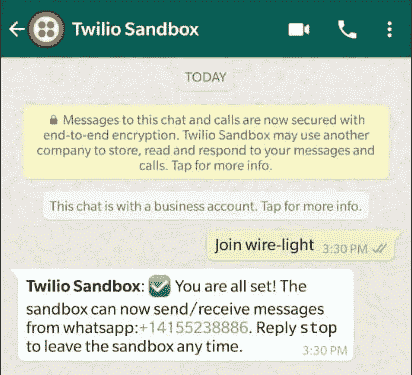 Twilio Sandbox
TODAY
Messages to this chat and calls are now secured with
end-to-end encryption. Twilio Sandbox may use another
company to store, read and respond to your messages and
calls. Tap for more info.
This chat is with a business account. Tap for more info.
Join wire-light 3:30 PM
Twilio Sandbox: ✅ You are all set! The
sandbox can now send/receive messages
from whatsapp:+14155238886. Reply stop
to leave the sandbox any time. 3:30 PM